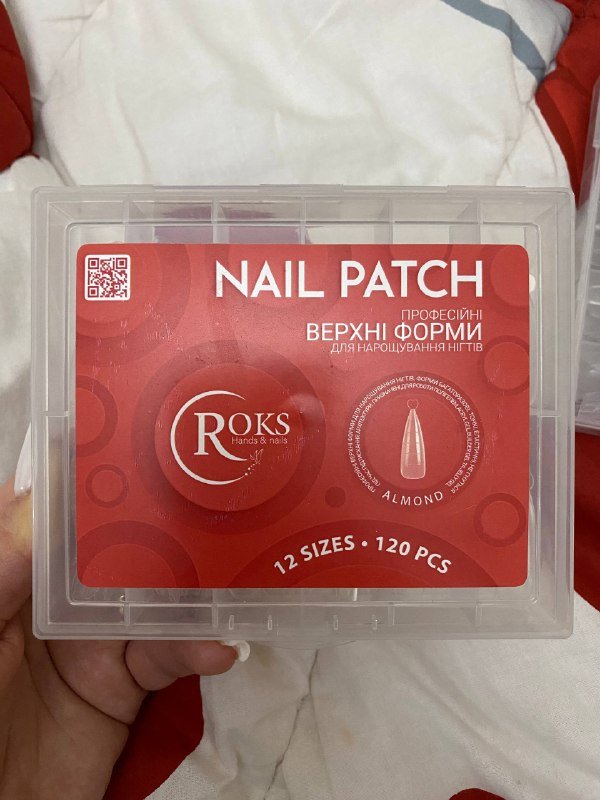 NAIL PATCH
ПРОФЕСІЙНІ
ВЕРХНІ ФОРМИ
ДЛЯ НАРОЩУВАННЯ НІГТІВ
ROKS
Hands & nails
ALMOND
12 SIZES • 120 PCS